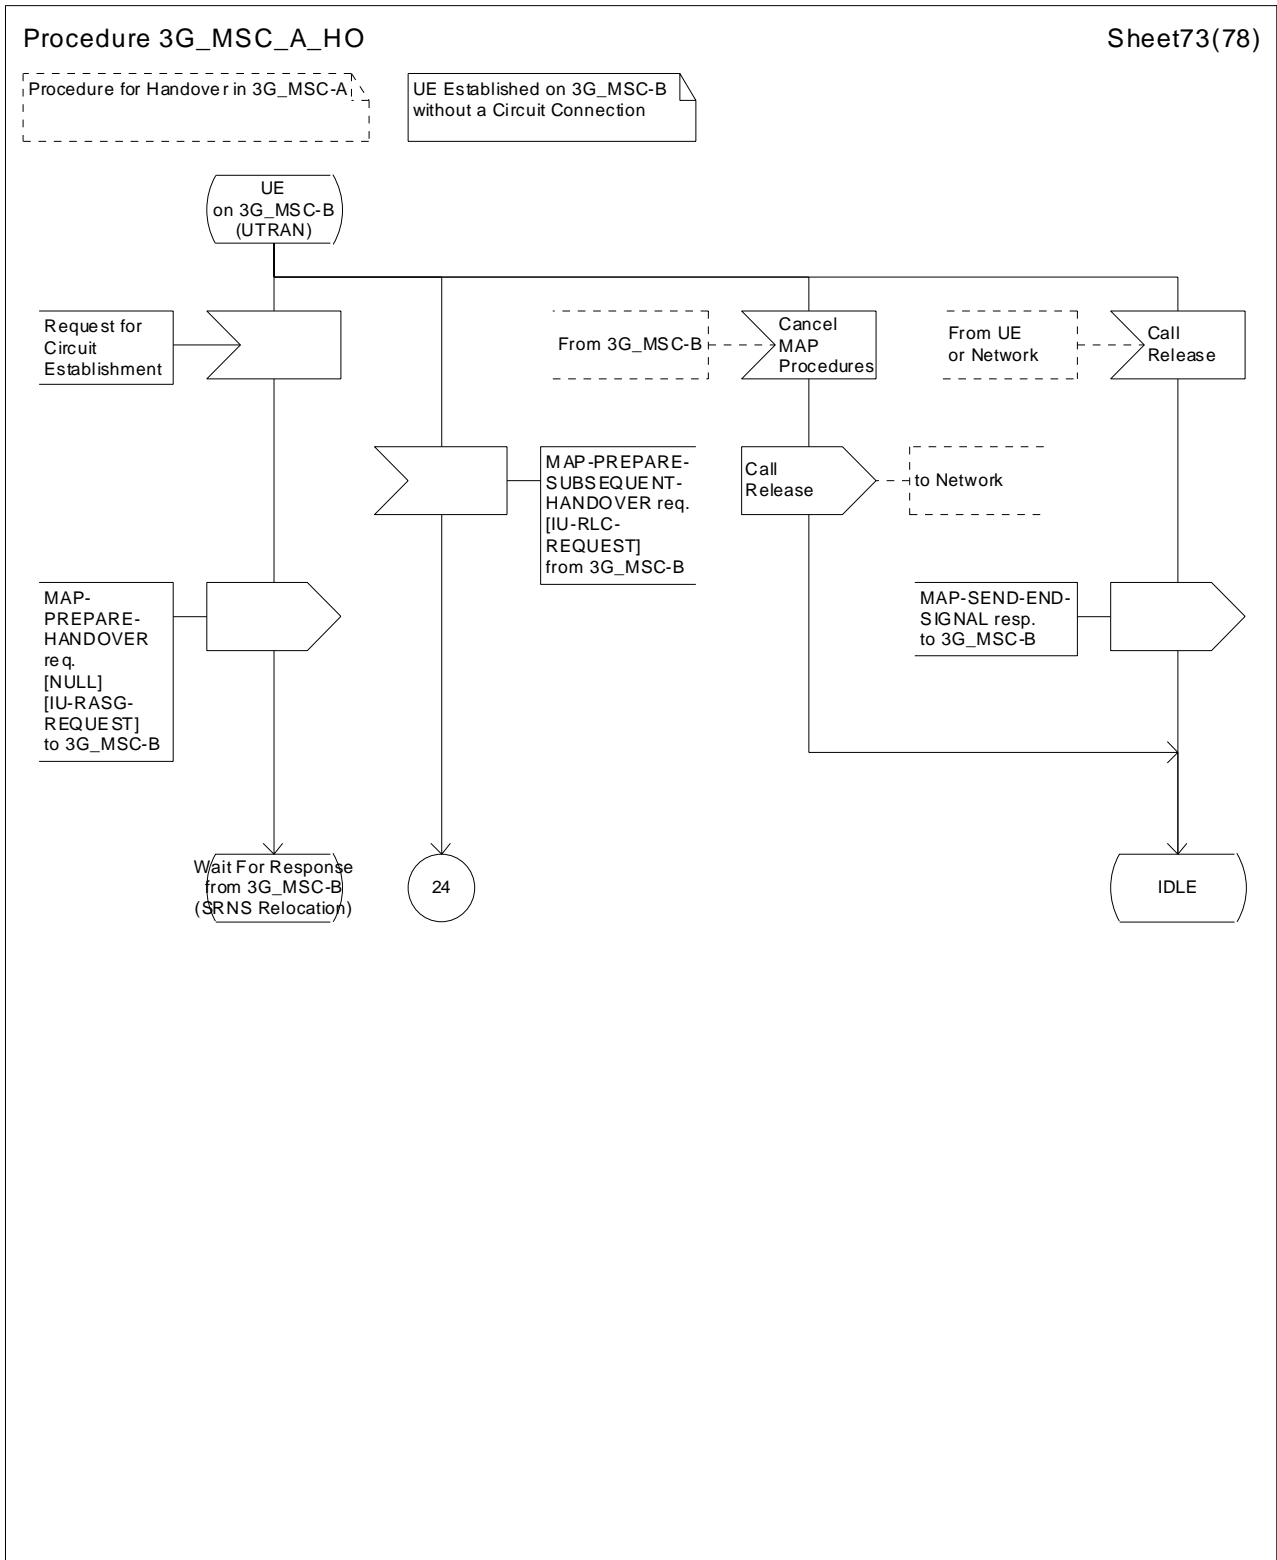 Procedure 3G_MSC_A_HO
Sheet73(78)
Procedure for Handover in 3G_MSC-A
UE Established on 3G_MSC-B
without a Circuit Connection
UE
on 3G_MSC-B
(UTRAN)
Request for
Circuit
Establishment
From 3G_MSC-B
Cancel
MAP
Procedures
From UE
or Network
Call
Release
MAP-PREPARE-
SUBSEQUENT-
HANDOVER req.
[IU-RLC-
REQUEST]
from 3G_MSC-B
Call
Release
to Network
MAP-
PREPARE-
HANDOVER
req.
[NULL]
[IU-RASG-
REQUEST]
to 3G_MSC-B
MAP-SEND-END-
SIGNAL resp.
to 3G_MSC-B
Wait For Response
from 3G_MSC-B
(SRNS Relocation)
24
IDLE